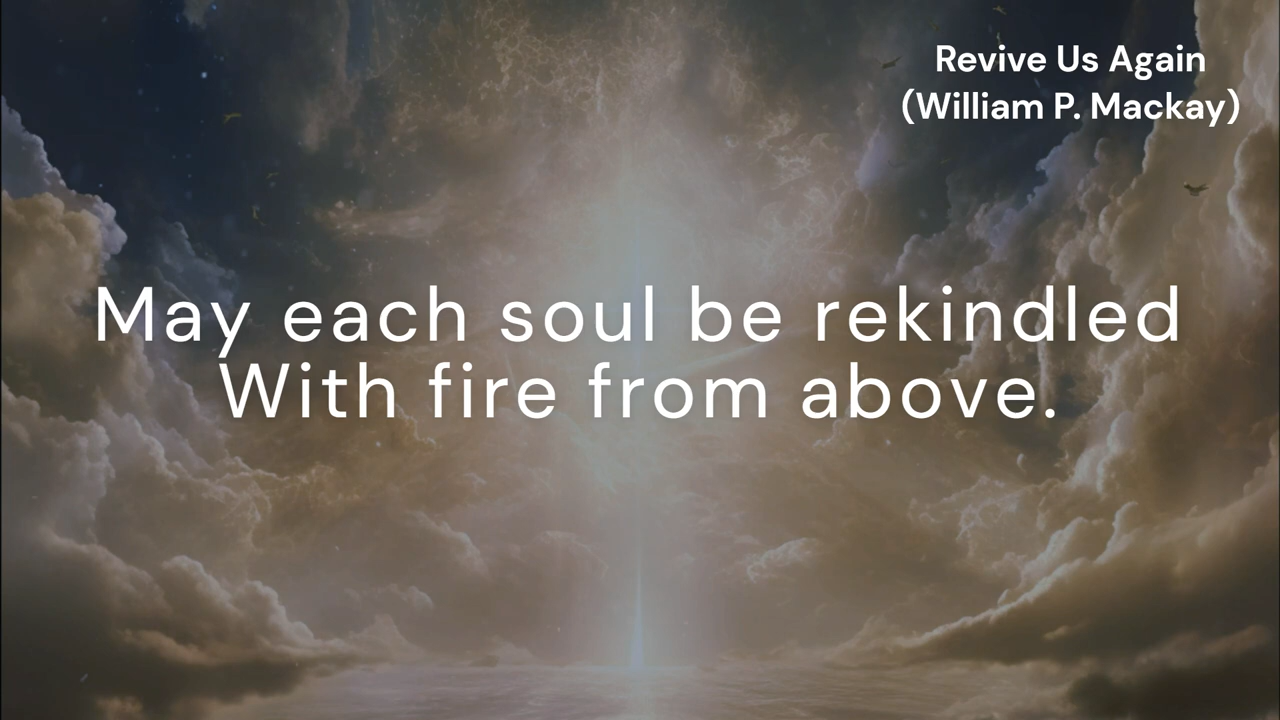 Revive Us Again
(William P. Mackay)
May each soul be rekindled
With fire from above.